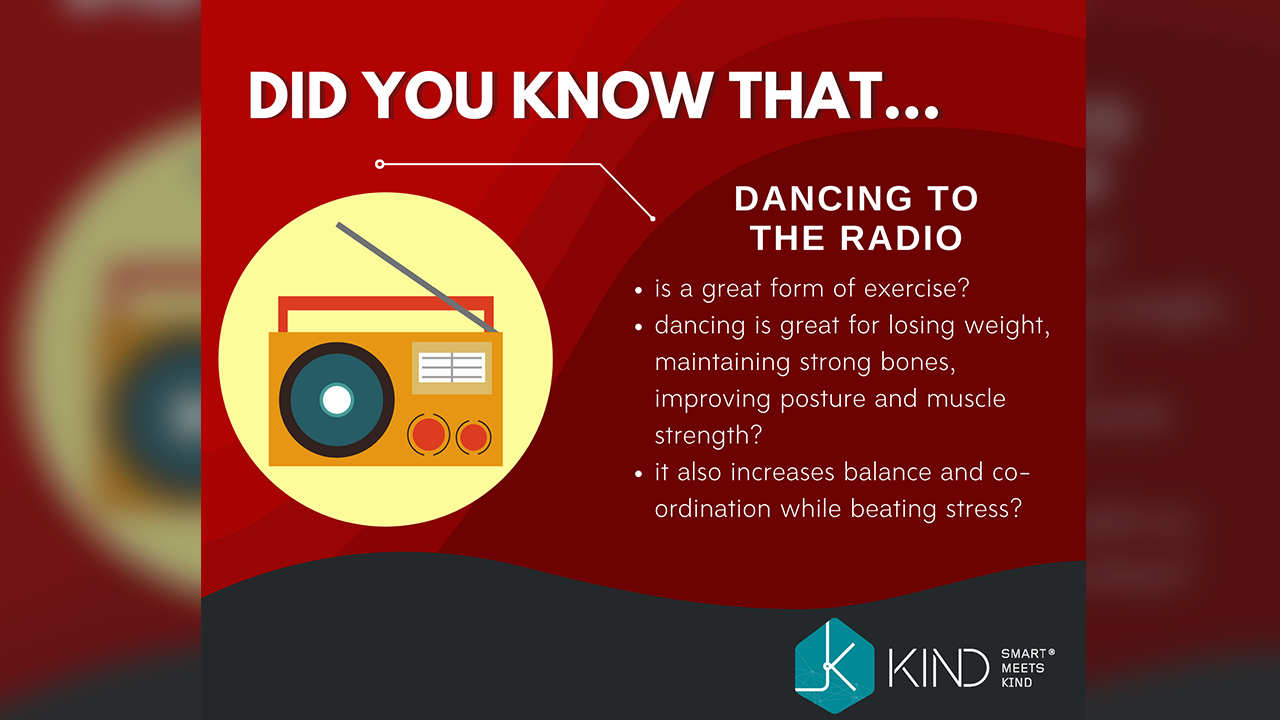 DID YOU KNOW THAT...
DANCING TO
THE RADIO
• is a great form of exercise?
• dancing is great for losing weight,
maintaining strong bones,
improving posture and muscle
strength?
• it also increases balance and co-
ordination while beating stress?
KIND
SMART®
MEETS
KIND